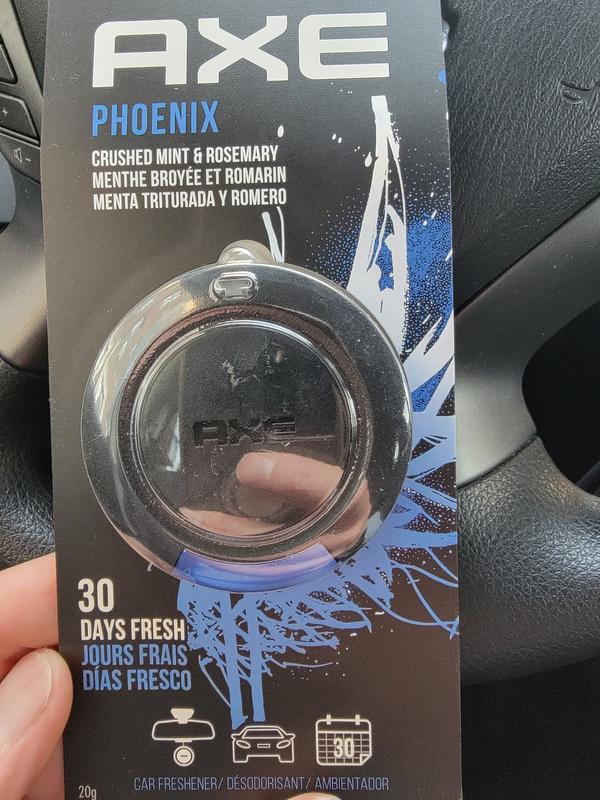 AXE
PHOENIX
CRUSHED MINT & ROSEMARY
MENTHE BROYÉE ET ROMARIN
MENTA TRITURADA Y ROMERO
AXE
30
DAYS FRESH
JOURS FRAIS
DÍAS FRESCO
30
CAR FRESHENER/ DÉSODORISANT/ AMBIENTADOR
20g